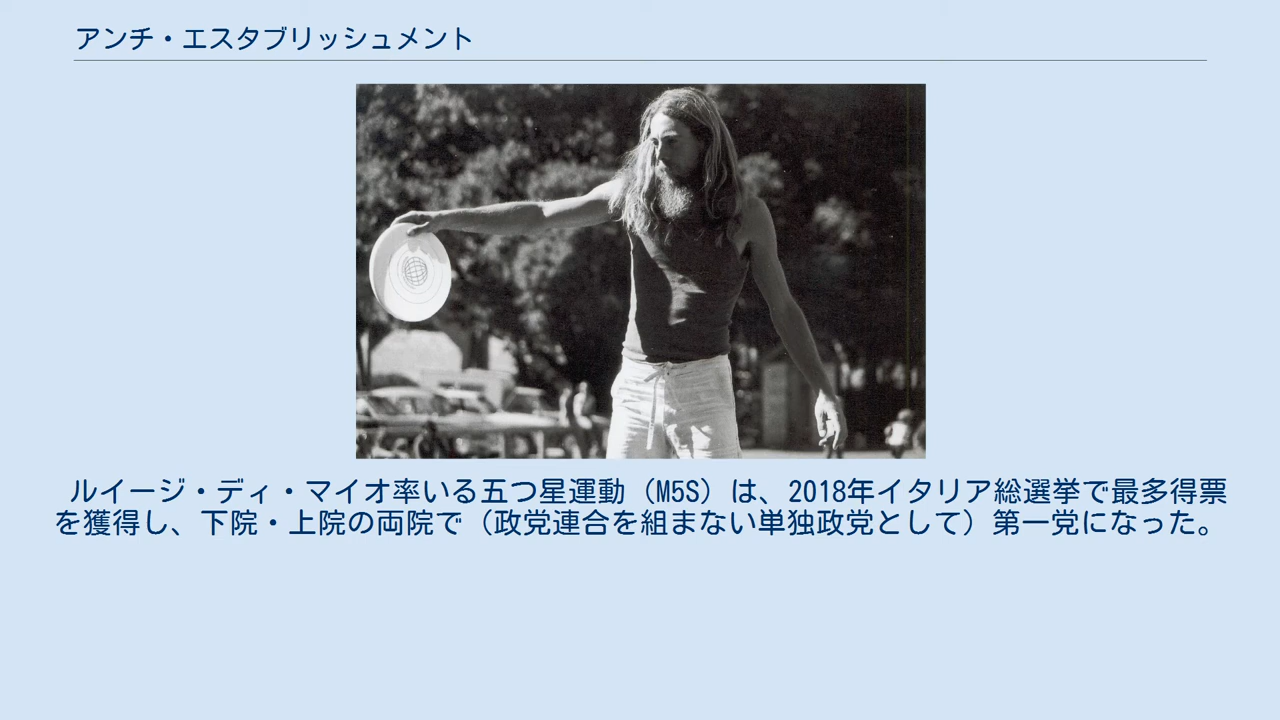 アンチ・エスタブリッシュメント
ルイージ・ディ・マイオ率いる五つ星運動（M5S）は、2018年イタリア総選挙で最多得票
を獲得し、下院・上院の両院で（政党連合を組まない単独政党として）第一党になった。